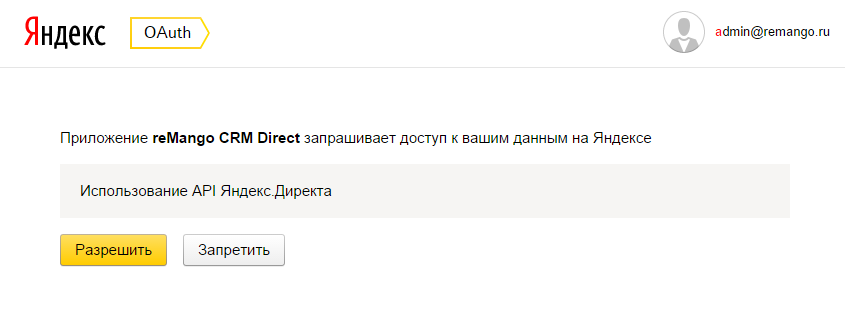 Яндекс OAuth admin@remango.ru
Приложение reMango CRM Direct запрашивает доступ к вашим данным на Яндексе
Использование API Яндекс.Директа
Разрешить Запретить